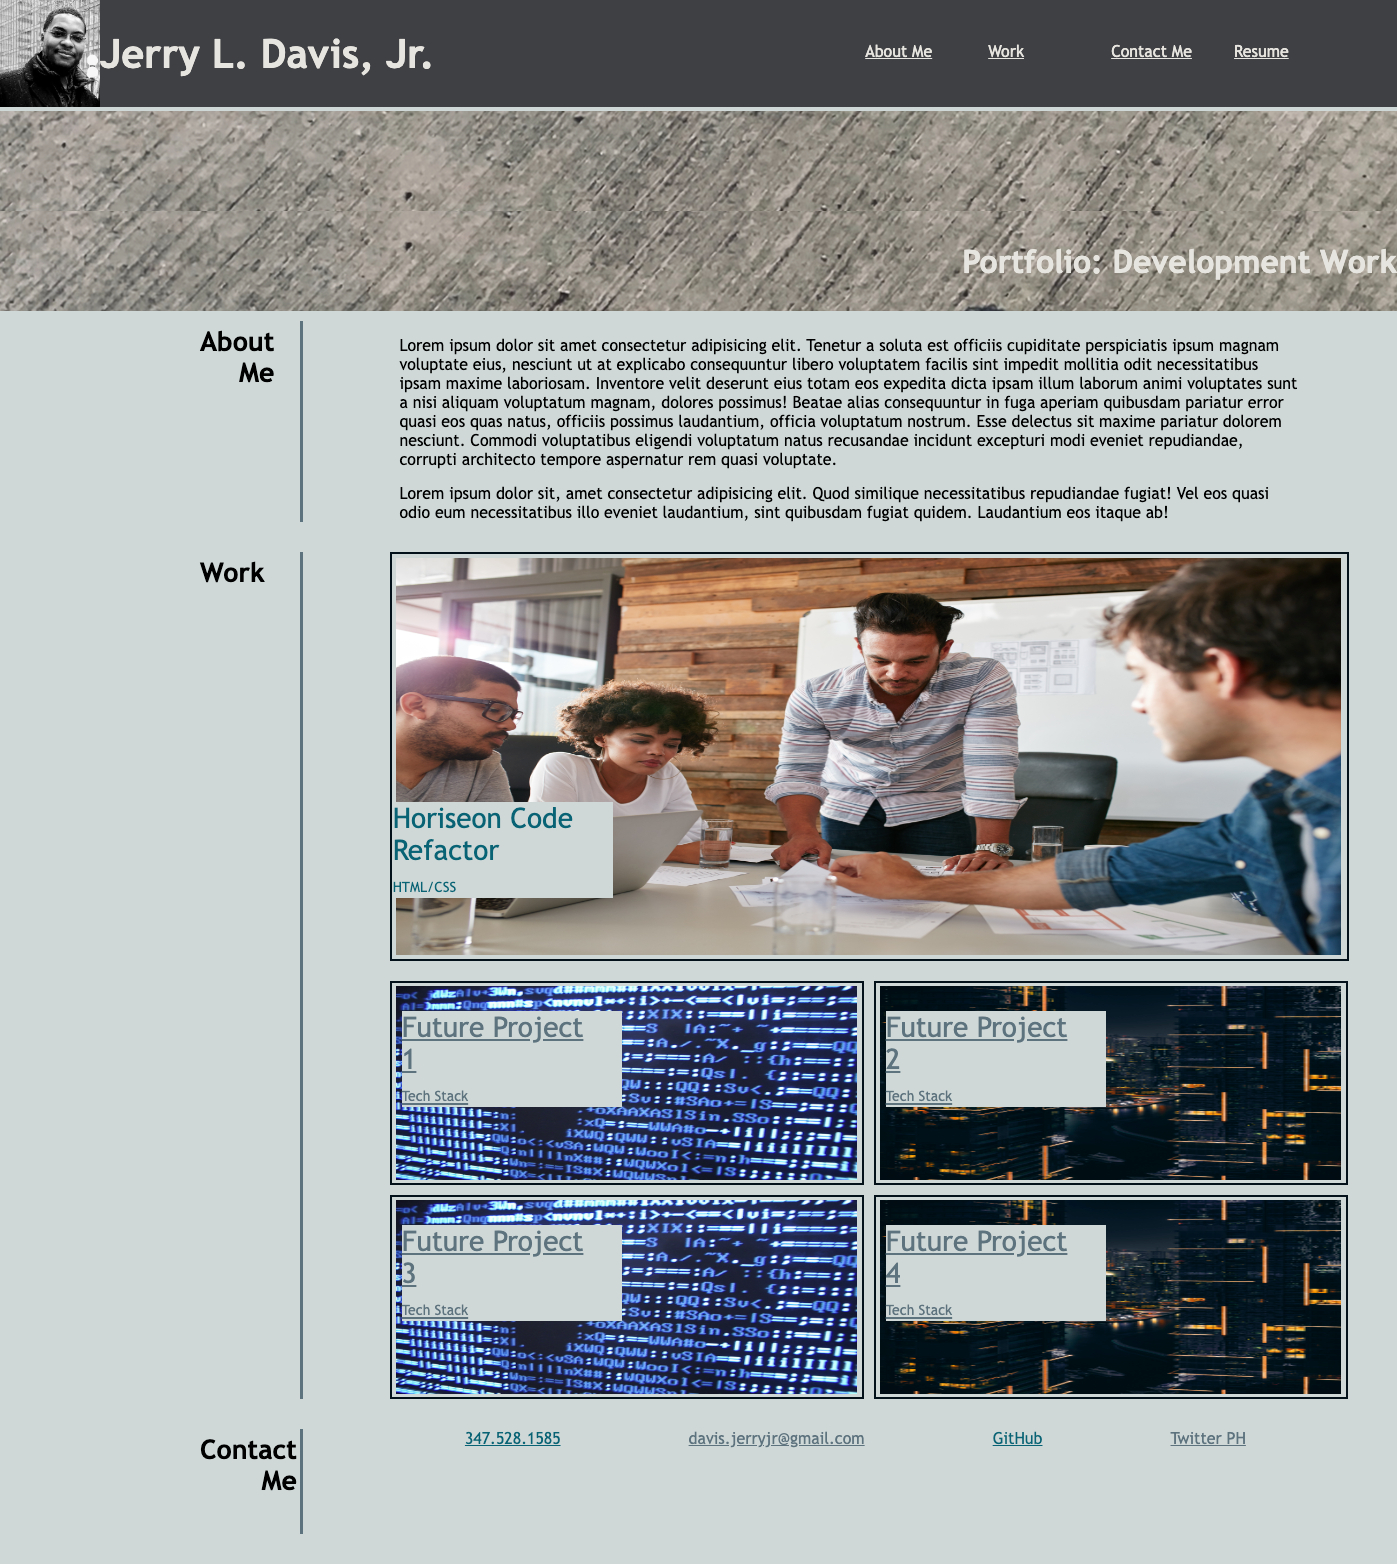 Jerry L. Davis, Jr.
About Me
Work
Contact Me
Resume
Portfolio: Development Work
About
Me
Lorem ipsum dolor sit amet consectetur adipisicing elit. Tenetur a soluta est officiis cupiditate perspiciatis ipsum magnam
voluptate eius, nesciunt ut at explicabo consequuntur libero voluptatem facilis sint impedit mollitia odit necessitatibus
ipsam maxime laboriosam. Inventore velit deserunt eius totam eos expedita dicta ipsam illum laborum animi voluptates sunt
a nisi aliquam voluptatum magnam, dolores possimus! Beatae alias consequuntur in fuga aperiam quibusdam pariatur error
quasi eos quas natus, officiis possimus laudantium, officia voluptatum nostrum. Esse delectus sit maxime pariatur dolorem
nesciunt. Commodi voluptatibus eligendi voluptatum natus recusandae incidunt excepturi modi eveniet repudiandae,
corrupti architecto tempore aspernatur rem quasi voluptate.
Lorem ipsum dolor sit, amet consectetur adipisicing elit. Quod similique necessitatibus repudiandae fugiat! Vel eos quasi
odio eum necessitatibus illo eveniet laudantium, sint quibusdam fugiat quidem. Laudantium eos itaque ab!
Work
Horiseon Code
Refactor
HTML/CSS
Future Project
1
Tech Stack
Future Project
2
Tech Stack
Future Project
3
Tech Stack
Future Project
4
Tech Stack
Contact
Me
347.528.1585
davis.jerryjr@gmail.com
GitHub
Twitter PH